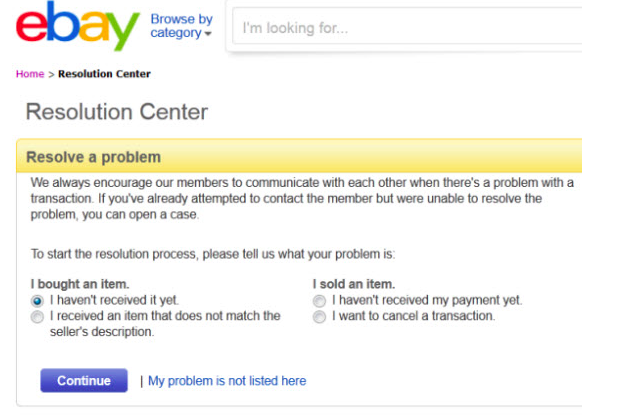 ebay
Browse by
category
I'm looking for...
Home > Resolution Center
Resolution Center
Resolve a problem
We always encourage our members to communicate with each other when there's a problem with a
transaction. If you've already attempted to contact the member but were unable to resolve the
problem, you can open a case.
To start the resolution process, please tell us what your problem is:
I bought an item.
I haven't received it yet.
I received an item that does not match the
seller's description.
I sold an item.
I haven't received my payment yet.
I want to cancel a transaction.
Continue | My problem is not listed here